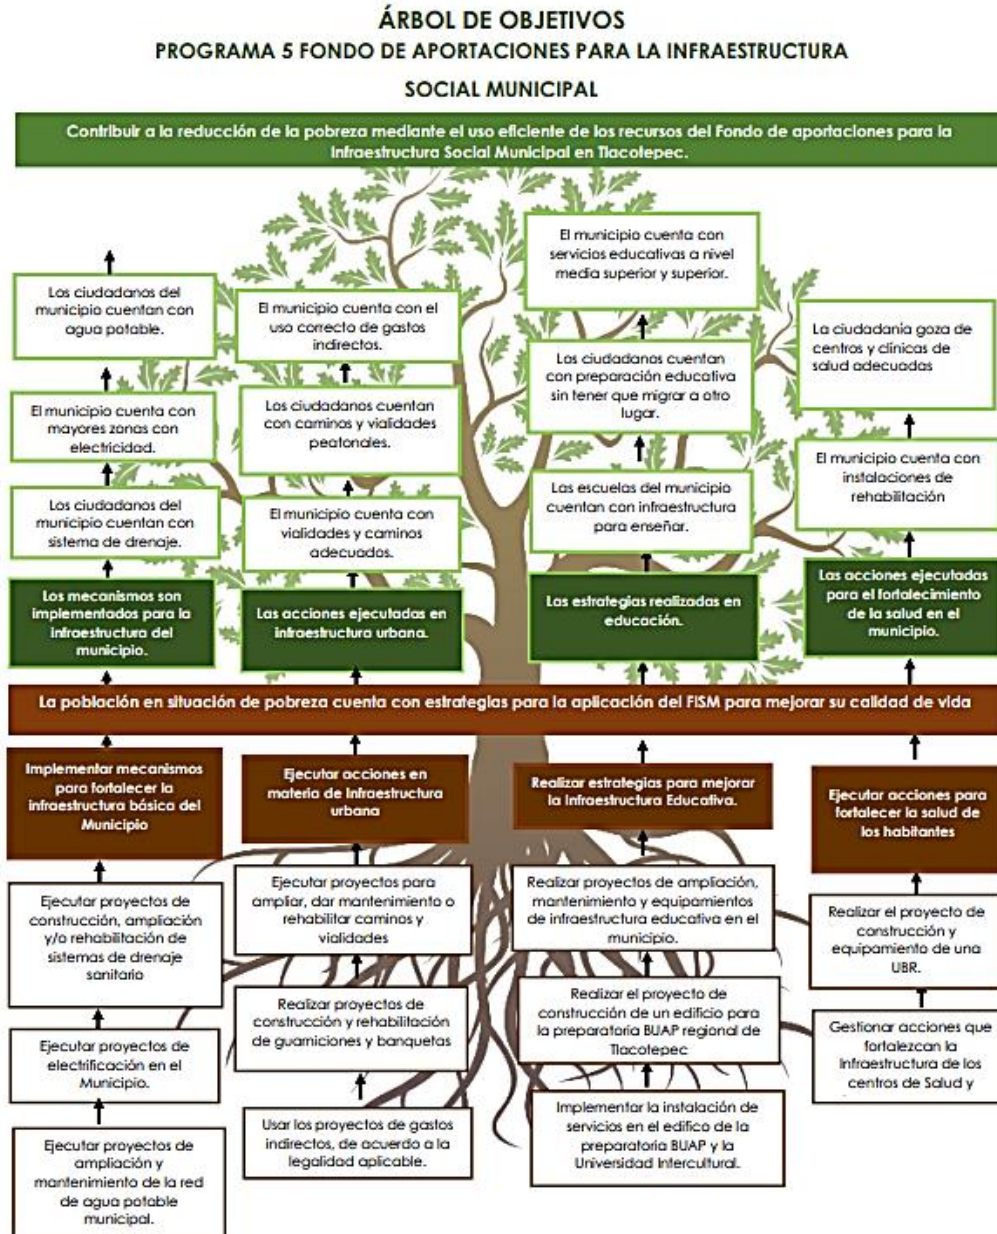 ÁRBOL DE OBJETIVOS
PROGRAMA 5 FONDO DE APORTACIONES PARA LA INFRAESTRUCTURA
SOCIAL MUNICIPAL
Contribuir a la reducción de la pobreza mediante el uso eficiente de los recursos del Fondo de aportaciones para la
Infraestructura Social Municipal en Tlacotepec.
Los ciudadanos del
municipio cuentan con
agua potable.
El municipio cuenta con el
uso correcto de gastos
indirectos.
El municipio cuenta con
servicios educativas a nivel
media superior y superior.
La ciudadanía goza de
centros y clínicas de
salud adecuadas
El municipio cuenta con
mayores zonas con
electricidad.
Los ciudadanos cuentan
con caminos y vialidades
peatonales.
Los ciudadanos cuentan
con preparación educativa
sin tener que migrar a otro
lugar.
El municipio cuenta con
instalaciones de
rehabilitación
Los ciudadanos del
municipio cuentan con
sistema de drenaje.
El municipio cuenta con
vialidades y caminos
adecuados.
Las escuelas del municipio
cuentan con infraestructura
para enseñar.
Los mecanismos son
implementados para la
infraestructura del
municipio.
Las acciones ejecutadas en
infraestructura urbana.
Las estrategias realizadas en
educación.
Las acciones ejecutadas
para el fortalecimiento
de la salud en el
municipio.
La población en situación de pobreza cuenta con estrategias para la aplicación del FISM para mejorar su calidad de vida
Implementar mecanismos
para fortalecer la
infraestructura básica del
Municipio
Ejecutar acciones en
materia de Infraestructura
urbana
Realizar estrategias para mejorar
la Infraestructura Educativa.
Ejecutar acciones para
fortalecer la salud de
los habitantes
Ejecutar proyectos de
construcción, ampliación
y/o rehabilitación de
sistemas de drenaje
sanitario
Ejecutar proyectos para
ampliar, dar mantenimiento o
rehabilitar caminos y
vialidades
Realizar proyectos de ampliación,
mantenimiento y equipamientos
de infraestructura educativa en el
municipio.
Realizar el proyecto de
construcción y
equipamiento de una
UBR.
Ejecutar proyectos de
electrificación en el
Municipio.
Realizar proyectos de
construcción y rehabilitación
de guarniciones y banquetas
Realizar el proyecto de
construcción de un edificio para
la preparatoria BUAP regional de
Tlacotepec
Gestionar acciones que
fortalezcan la
Infraestructura de los
centros de Salud y
Ejecutar proyectos de
ampliación y
mantenimiento de la red
de agua potable
municipal.
Usar los proyectos de gastos
indirectos, de acuerdo a la
legalidad aplicable.
Implementar la instalación de
servicios en el edifico de la
preparatoria BUAP y la
Universidad Intercultural.